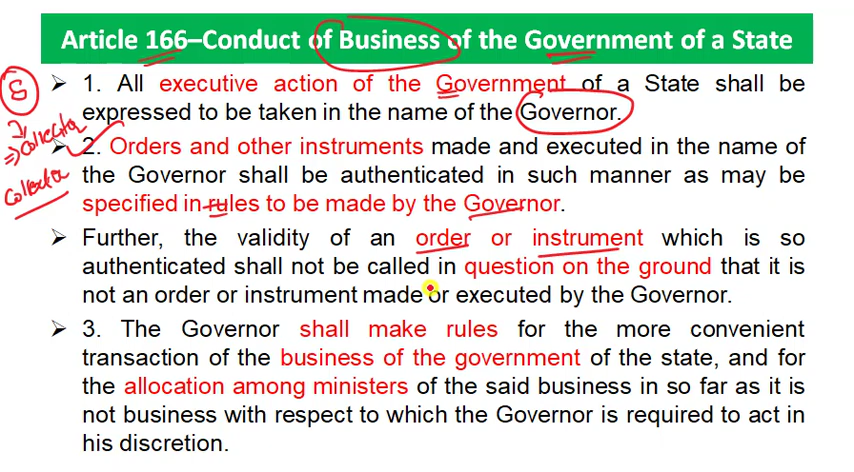 Article 166–Conduct of Business of the Government of a State
➢ 1. All executive action of the Government of a State shall be
expressed to be taken in the name of the Governor.
➢ 2. Orders and other instruments made and executed in the name of
the Governor shall be authenticated in such manner as may be
specified in rules to be made by the Governor.
➢ Further, the validity of an order or instrument which is so
authenticated shall not be called in question on the ground that it is
not an order or instrument made or executed by the Governor.
➢ 3. The Governor shall make rules for the more convenient
transaction of the business of the government of the state, and for
the allocation among ministers of the said business in so far as it is
not business with respect to which the Governor is required to act in
his discretion.
Collector
Collector